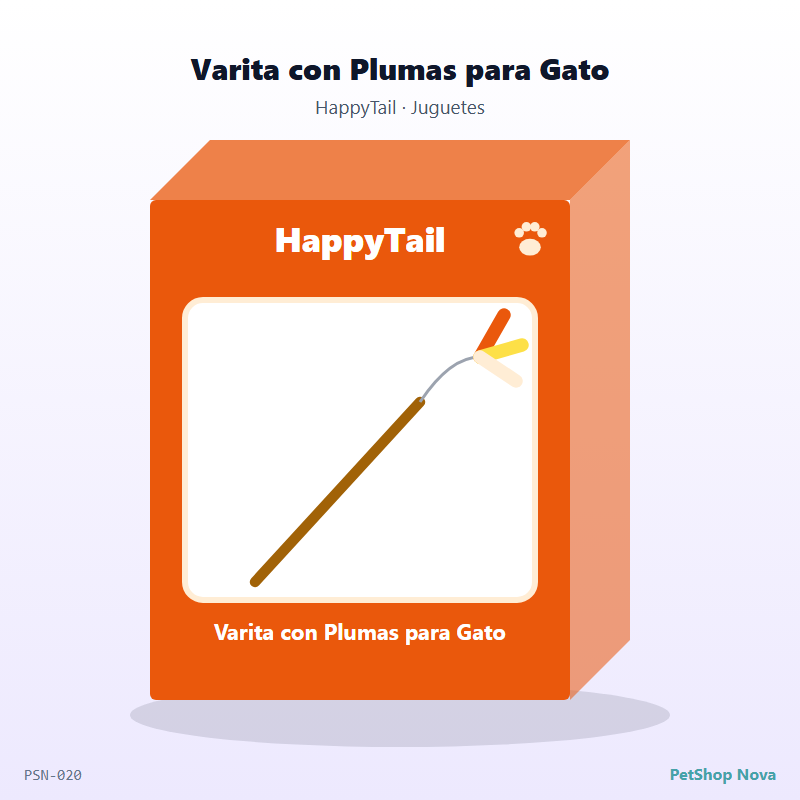 Varita con Plumas para Gato
HappyTail · Juguetes
HappyTail
Varita con Plumas para Gato
PSN-020
PetShop Nova